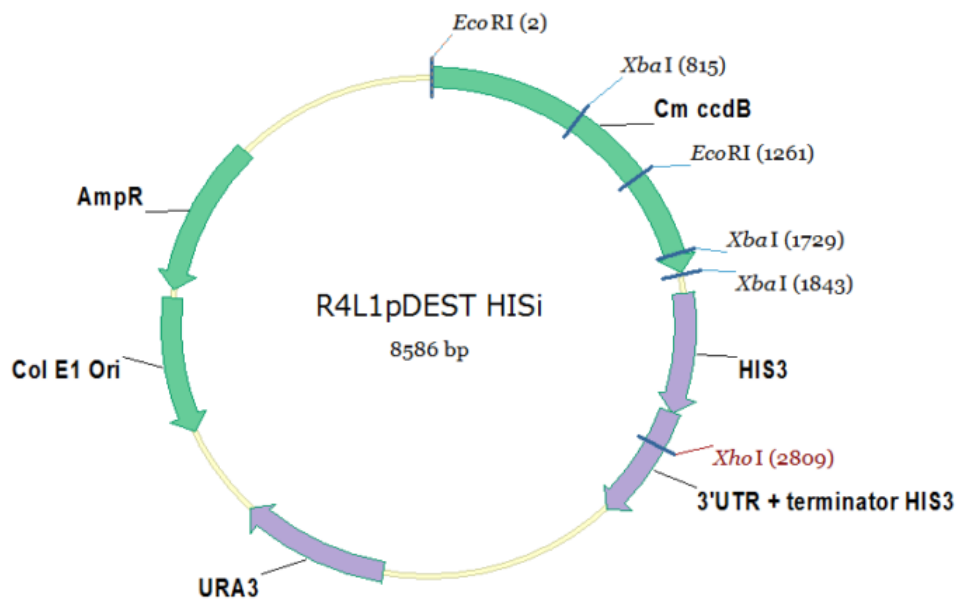 EcoRI (2)
XbaI (815)
Cm ccdB
EcoRI (1261)
AmpR
XbaI (1729)
XbaI (1843)
R4L1pDEST HISi
8586 bp
Col E1 Ori
HIS3
XhoI (2809)
3'UTR + terminator HIS3
URA3